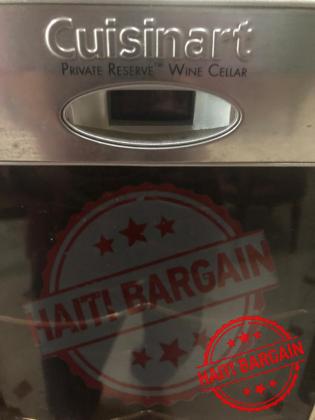 Cuisinart
PRIVATE RESERVE™ WINE CELLAR
HAITI BARGAIN
HAITI BARGAIN